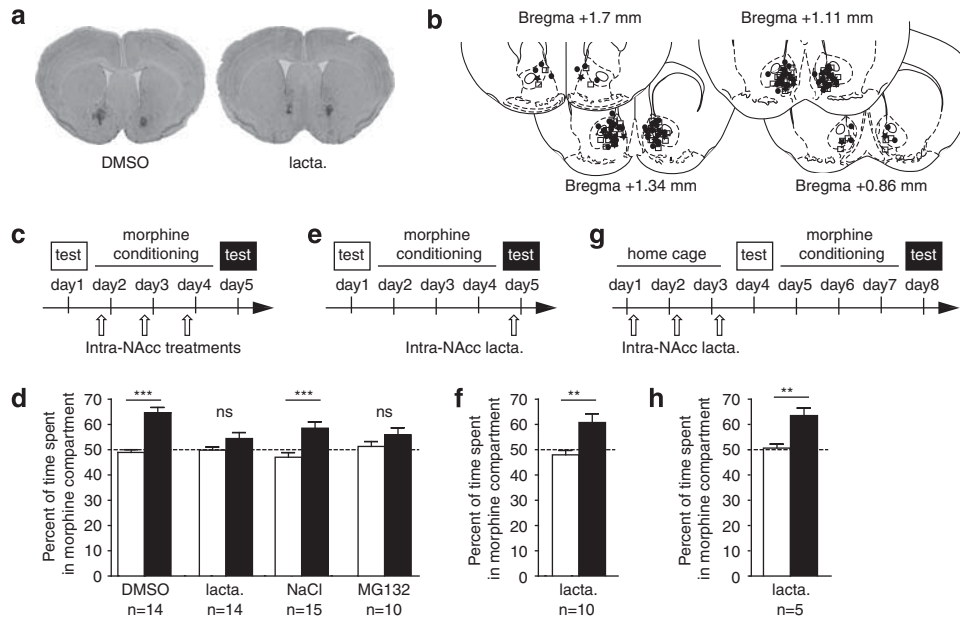 a
DMSO
lacta.
b
Bregma +1.7 mm
Bregma +1.11 mm
Bregma +1.34 mm
Bregma +0.86 mm
c
test
morphine
conditioning
test
day1 day2 day3 day4 day5
Intra-NAcc treatments
e
test
morphine
conditioning
test
day1 day2 day3 day4 day5
Intra-NAcc lacta.
g
home cage
test
morphine
conditioning
test
day1 day2 day3 day4 day5 day6 day7 day8
Intra-NAcc lacta.
d
Percent of time spent
in morphine compartment
70
60
50
40
30
20
10
0
***
ns
***
ns
DMSO lacta. NaCl MG132
n=14 n=14 n=15 n=10
f
Percent of time spent
in morphine compartment
70
60
50
40
30
20
10
0
**
lacta.
n=10
h
Percent of time spent
in morphine compartment
70
60
50
40
30
20
10
0
**
lacta.
n=5